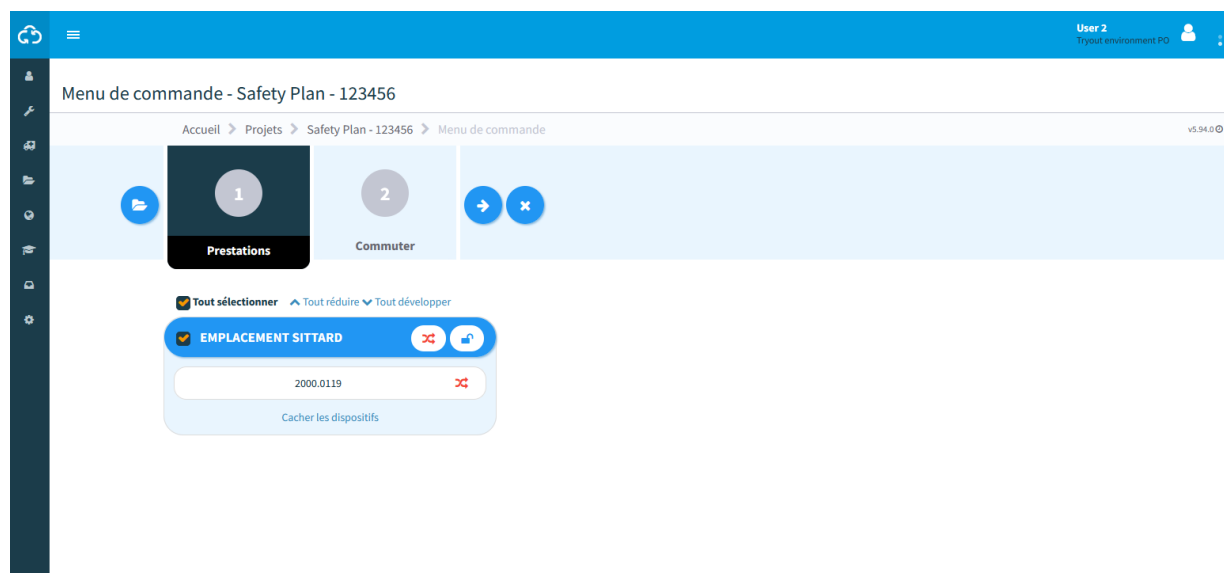 User 2
Tryout environment PO
Menu de commande - Safety Plan - 123456
Accueil Projets Safety Plan - 123456 Menu de commande
v5.94.0
1
2
Prestations
Commuter
Tout sélectionner Tout réduire Tout développer
EMPLACEMENT SITTARD
2000.0119
Cacher les dispositifs